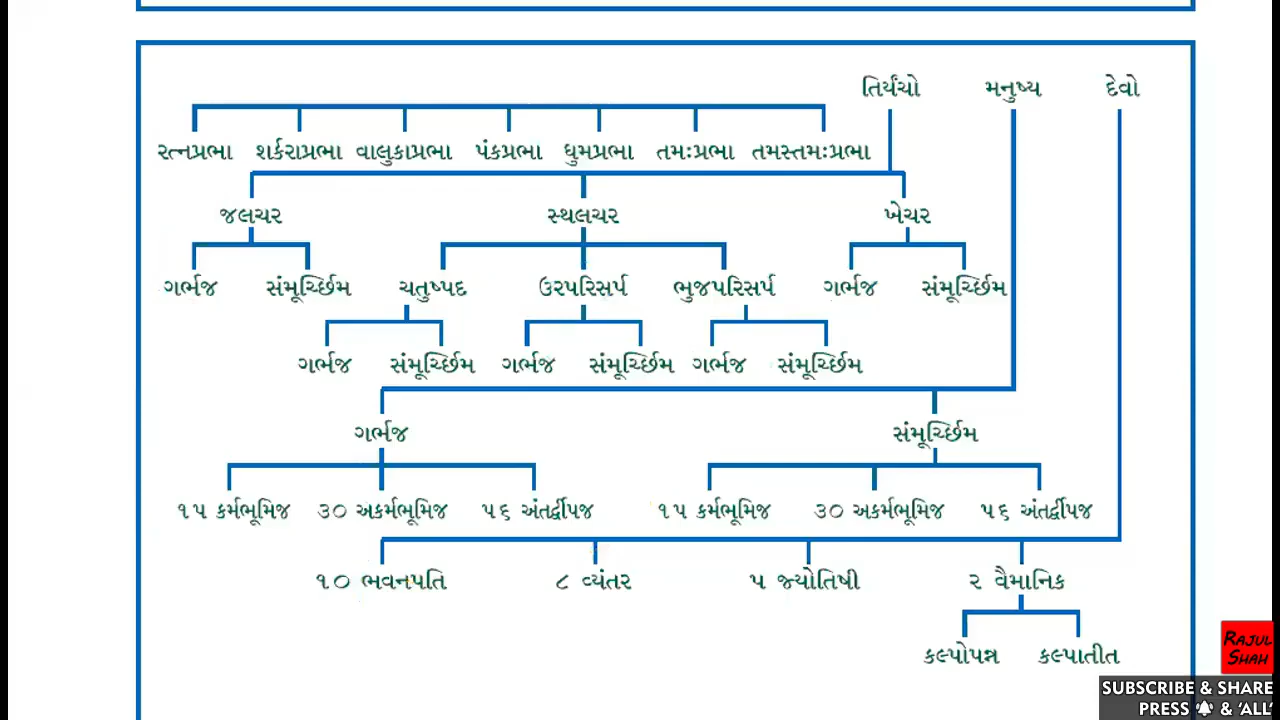 તિર્યંચો મનુષ્ય દેવો
રત્નપ્રભા શર્કરાપ્રભા વાલુકાપ્રભા પંકપ્રભા ધુમપ્રભા તમઃપ્રભા તમસ્તમઃપ્રભા
જલચર સ્થલચર ખેચર
ગર્ભજ સંમૂર્ચ્છિમ ચતુષ્પદ ઉરપરિસર્પ ભુજપરિસર્પ ગર્ભજ સંમૂર્ચ્છિમ
ગર્ભજ સંમૂર્ચ્છિમ ગર્ભજ સંમૂર્ચ્છિમ ગર્ભજ સંમૂર્ચ્છિમ
ગર્ભજ સંમૂર્ચ્છિમ
૧૫ કર્મભૂમિજ ૩૦ અકર્મભૂમિજ ૫૬ અંતર્દ્વીપજ ૧૫ કર્મભૂમિજ ૩૦ અકર્મભૂમિજ ૫૬ અંતર્દ્વીપજ
૧૦ ભવનપતિ ૮ વ્યંતર ૫ જ્યોતિષી ૨ વૈમાનિક
કલ્પોપન્ન કલ્પાતીત
RAJUL
SHAH
SUBSCRIBE & SHARE
PRESS & 'ALL'